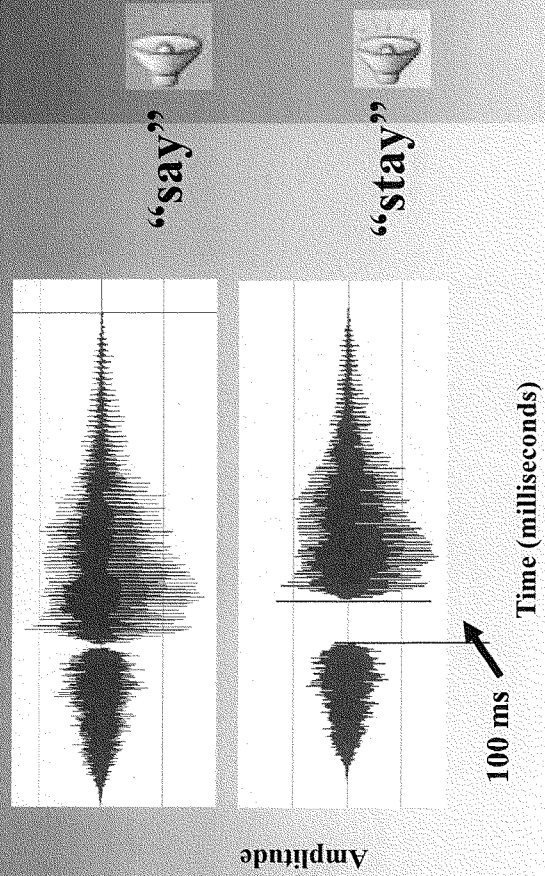 “say”
“stay”
Amplitude
100 ms
Time (milliseconds)